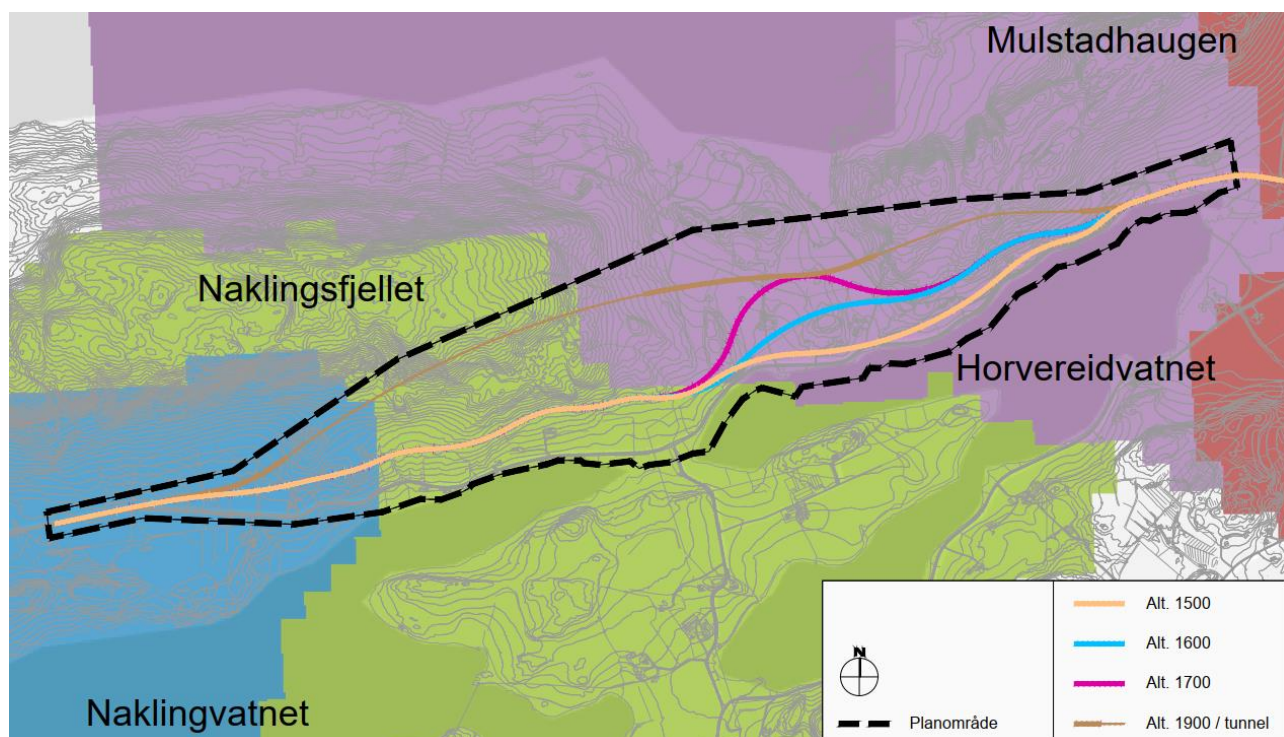 Mulstadhaugen
Naklingsfjellet
Horvereidvatnet
Naklingvatnet
N
Planområde
Alt. 1500
Alt. 1600
Alt. 1700
Alt. 1900 / tunnel